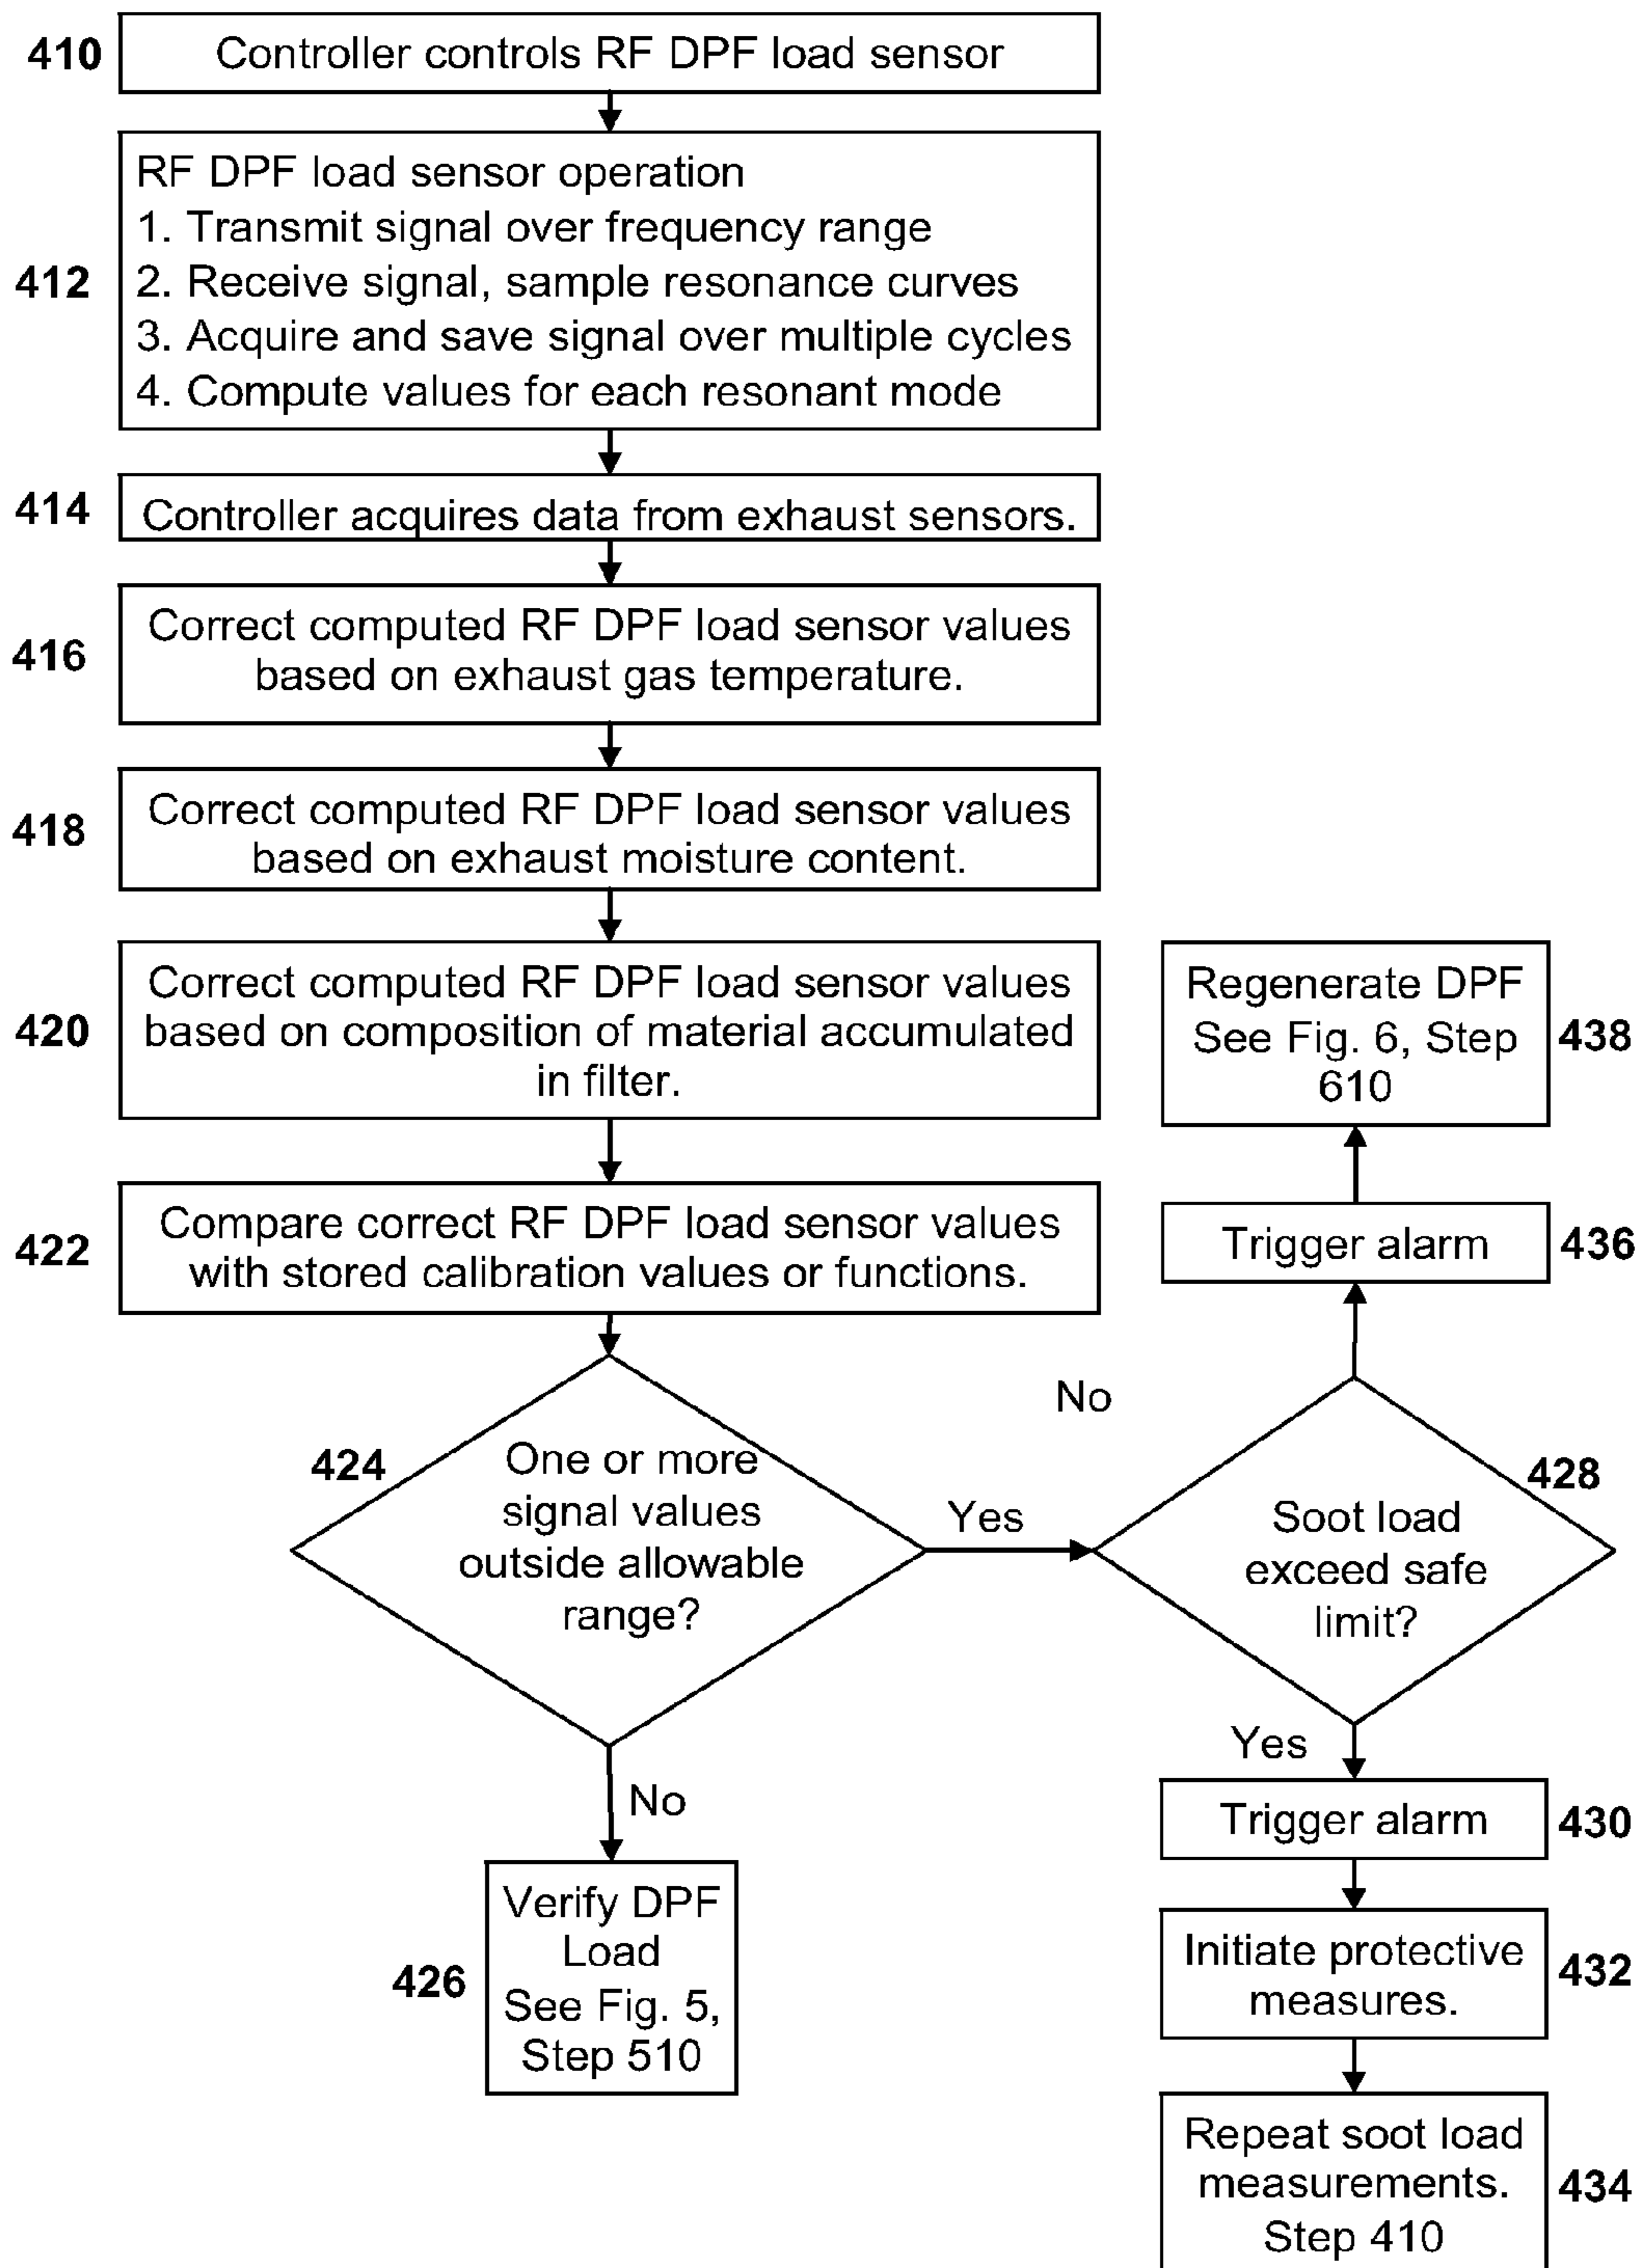 410
Controller controls RF DPF load sensor
412
RF DPF load sensor operation
1. Transmit signal over frequency range
2. Receive signal, sample resonance curves
3. Acquire and save signal over multiple cycles
4. Compute values for each resonant mode
414
Controller acquires data from exhaust sensors.
416
Correct computed RF DPF load sensor values
based on exhaust gas temperature.
418
Correct computed RF DPF load sensor values
based on exhaust moisture content.
420
Correct computed RF DPF load sensor values
based on composition of material accumulated
in filter.
422
Compare correct RF DPF load sensor values
with stored calibration values or functions.
424
One or more
signal values
outside allowable
range?
Yes
No
426
Verify DPF
Load
See Fig. 5,
Step 510
428
Soot load
exceed safe
limit?
No
Trigger alarm
436
Regenerate DPF
See Fig. 6, Step
610
438
Yes
Trigger alarm
430
Initiate protective
measures.
432
Repeat soot load
measurements.
Step 410
434